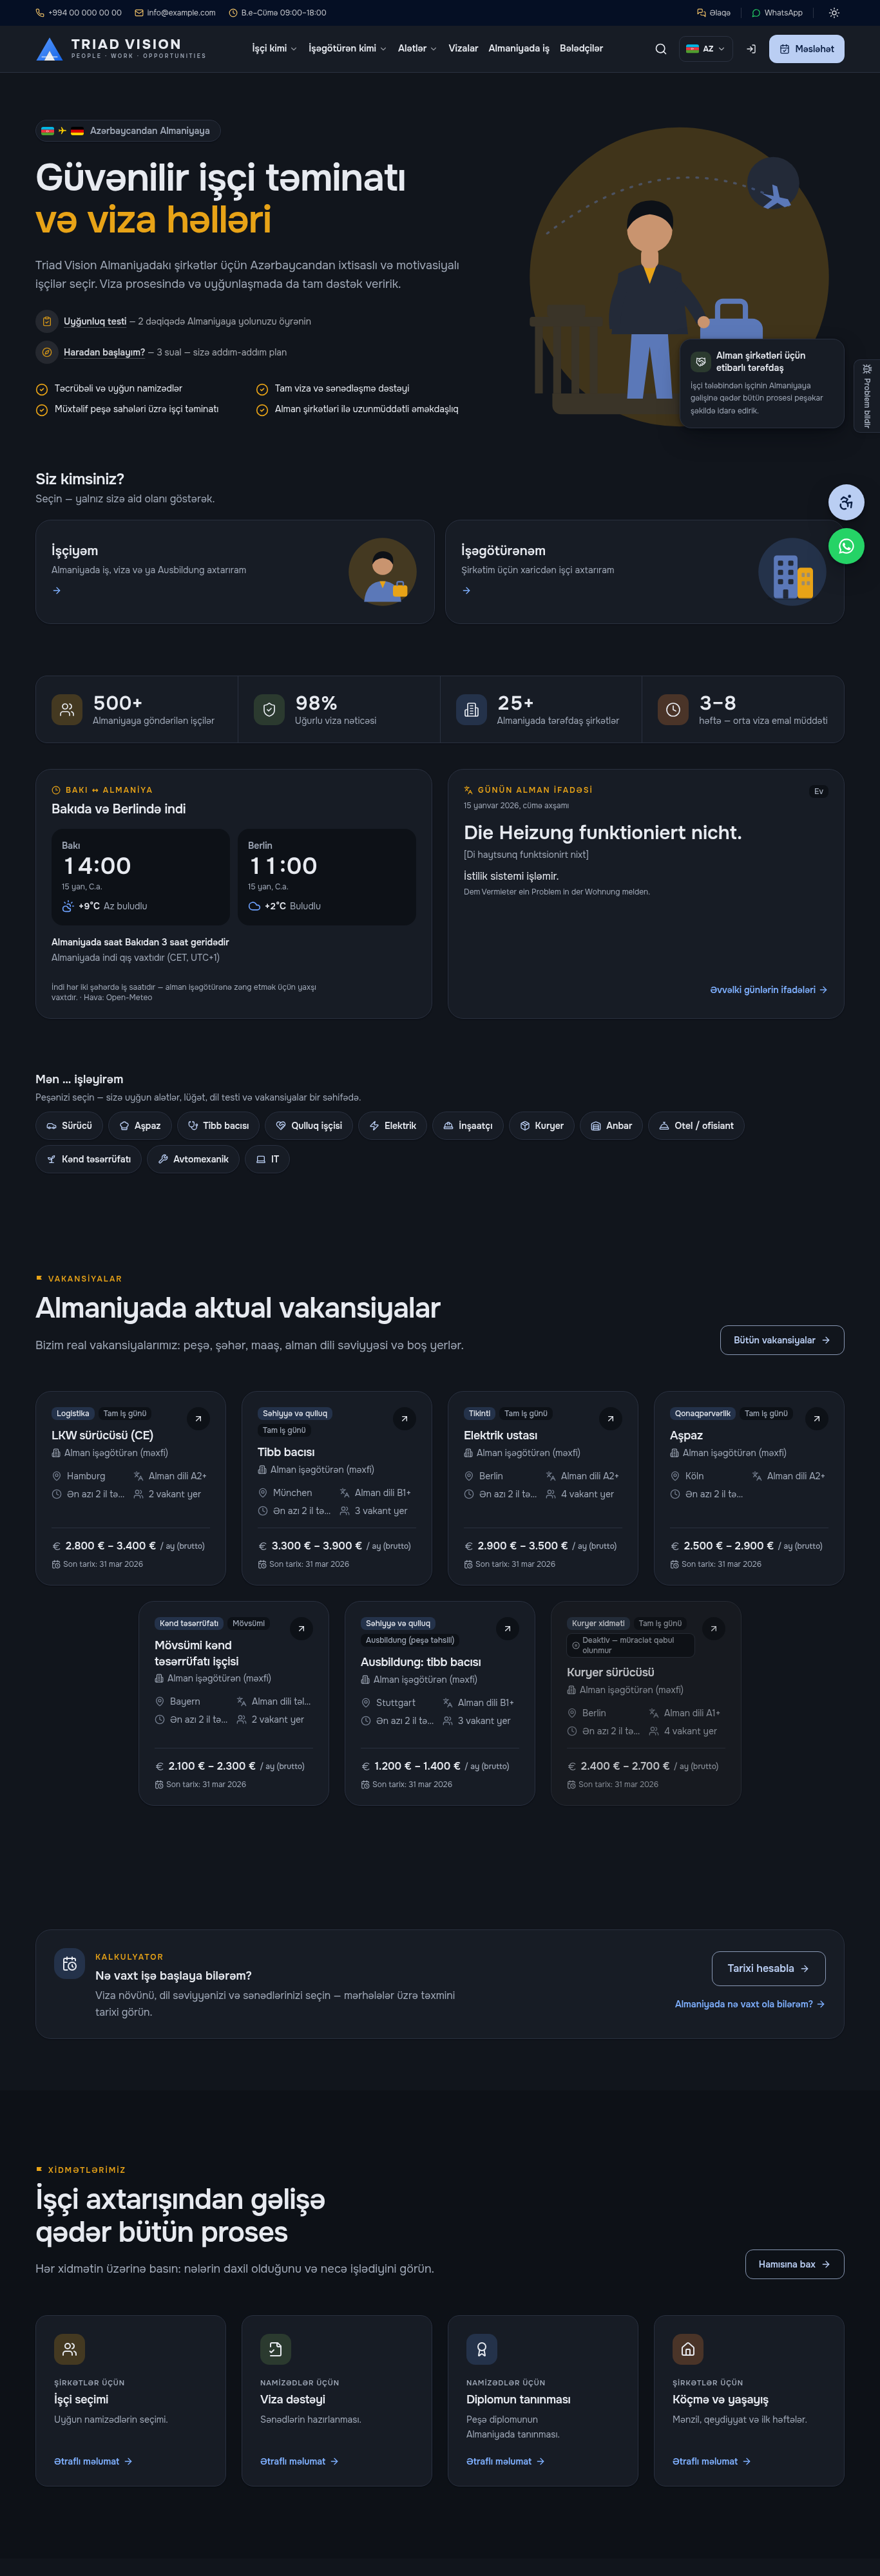 +994 00 000 00 00 info@example.com B.e–Cümə 09:00–18:00 Əlaqə WhatsApp
TRIAD VISION
PEOPLE · WORK · OPPORTUNITIES
İşçi kimi İşəgötürən kimi Alətlər Vizalar Almaniyada iş Bələdçilər AZ Məsləhət
Azərbaycandan Almaniyaya
Güvənilir işçi təminatı
və viza həlləri
Triad Vision Almaniyadakı şirkətlər üçün Azərbaycandan ixtisaslı və motivasiyalı
işçilər seçir. Viza prosesində və uyğunlaşmada da tam dəstək veririk.
Uyğunluq testi — 2 dəqiqədə Almaniyaya yolunuzu öyrənin
Haradan başlayım? — 3 sual — sizə addım-addım plan
Təcrübəli və uyğun namizədlər
Tam viza və sənədləşmə dəstəyi
Müxtəlif peşə sahələri üzrə işçi təminatı
Alman şirkətləri ilə uzunmüddətli əməkdaşlıq
Alman şirkətləri üçün
etibarlı tərəfdaş
İşçi tələbindən işçinin Almaniyaya
gəlişinə qədər bütün prosesi peşəkar
şəkildə idarə edirik.
Problem bildir
Siz kimsiniz?
Seçin — yalnız sizə aid olanı göstərək.
İşçiyəm
Almaniyada iş, viza və ya Ausbildung axtarıram
İşəgötürənəm
Şirkətim üçün xaricdən işçi axtarıram
500+
Almaniyaya göndərilən işçilər
98%
Uğurlu viza nəticəsi
25+
Almaniyada tərəfdaş şirkətlər
3–8
həftə — orta viza emal müddəti
BAKI ↔ ALMANİYA
Bakıda və Berlində indi
Bakı
14:00
15 yan, C.a.
+9°C Az buludlu
Berlin
11:00
15 yan, C.a.
+2°C Buludlu
Almaniyada saat Bakıdan 3 saat geridədir
Almaniyada indi qış vaxtıdır (CET, UTC+1)
İndi hər iki şəhərdə iş saatıdır — alman işəgötürənə zəng etmək üçün yaxşı
vaxtdır. · Hava: Open-Meteo
GÜNÜN ALMAN İFADƏSİ
Ev
15 yanvar 2026, cümə axşamı
Die Heizung funktioniert nicht.
[Di haytsunq funktsionirt nixt]
İstilik sistemi işləmir.
Dem Vermieter ein Problem in der Wohnung melden.
Əvvəlki günlərin ifadələri
Mən ... işləyirəm
Peşənizi seçin — sizə uyğun alətlər, lüğət, dil testi və vakansiyalar bir səhifədə.
Sürücü Aşpaz Tibb bacısı Qulluq işçisi Elektrik İnşaatçı Kuryer Anbar Otel / ofisiant
Kənd təsərrüfatı Avtomexanik IT
VAKANSİYALAR
Almaniyada aktual vakansiyalar
Bizim real vakansiyalarımız: peşə, şəhər, maaş, alman dili səviyyəsi və boş yerlər.
Bütün vakansiyalar
Logistika Tam iş günü
LKW sürücüsü (CE)
Alman işəgötürən (məxfi)
Hamburg Alman dili A2+
Ən azı 2 il tə... 2 vakant yer
2.800 € – 3.400 € / ay (brutto)
Son tarix: 31 mar 2026
Səhiyyə və qulluq
Tam iş günü
Tibb bacısı
Alman işəgötürən (məxfi)
München Alman dili B1+
Ən azı 2 il tə... 3 vakant yer
3.300 € – 3.900 € / ay (brutto)
Son tarix: 31 mar 2026
Tikinti Tam iş günü
Elektrik ustası
Alman işəgötürən (məxfi)
Berlin Alman dili A2+
Ən azı 2 il tə... 4 vakant yer
2.900 € – 3.500 € / ay (brutto)
Son tarix: 31 mar 2026
Qonaqpərvərlik Tam iş günü
Aşpaz
Alman işəgötürən (məxfi)
Köln Alman dili A2+
Ən azı 2 il tə...
2.500 € – 2.900 € / ay (brutto)
Son tarix: 31 mar 2026
Kənd təsərrüfatı Mövsümi
Mövsümi kənd
təsərrüfatı işçisi
Alman işəgötürən (məxfi)
Bayern Alman dili təl...
Ən azı 2 il tə... 2 vakant yer
2.100 € – 2.300 € / ay (brutto)
Son tarix: 31 mar 2026
Səhiyyə və qulluq
Ausbildung (peşə təhsili)
Ausbildung: tibb bacısı
Alman işəgötürən (məxfi)
Stuttgart Alman dili B1+
Ən azı 2 il tə... 3 vakant yer
1.200 € – 1.400 € / ay (brutto)
Son tarix: 31 mar 2026
Kuryer xidməti Tam iş günü
Deaktiv — müraciət qəbul
olunmur
Kuryer sürücüsü
Alman işəgötürən (məxfi)
Berlin Alman dili A1+
Ən azı 2 il tə... 4 vakant yer
2.400 € – 2.700 € / ay (brutto)
Son tarix: 31 mar 2026
KALKULYATOR
Nə vaxt işə başlaya bilərəm?
Viza növünü, dil səviyyənizi və sənədlərinizi seçin — mərhələlər üzrə təxmini
tarixi görün.
Tarixi hesabla
Almaniyada nə vaxt ola bilərəm?
XİDMƏTLƏRİMİZ
İşçi axtarışından gəlişə
qədər bütün proses
Hər xidmətin üzərinə basın: nələrin daxil olduğunu və necə işlədiyini görün.
Hamısına bax
ŞİRKƏTLƏR ÜÇÜN
İşçi seçimi
Uyğun namizədlərin seçimi.
Ətraflı məlumat
NAMİZƏDLƏR ÜÇÜN
Viza dəstəyi
Sənədlərin hazırlanması.
Ətraflı məlumat
NAMİZƏDLƏR ÜÇÜN
Diplomun tanınması
Peşə diplomunun
Almaniyada tanınması.
Ətraflı məlumat
ŞİRKƏTLƏR ÜÇÜN
Köçmə və yaşayış
Mənzil, qeydiyyat və ilk həftələr.
Ətraflı məlumat